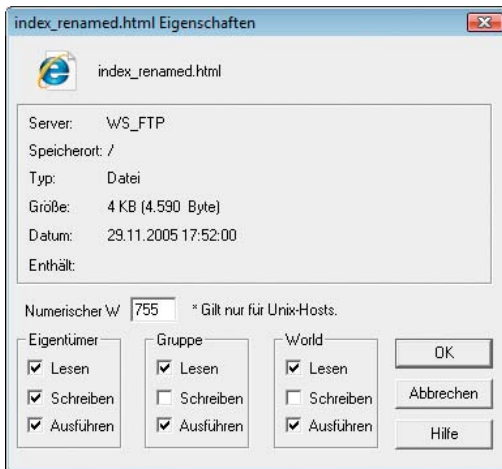 index_renamed.html Eigenschaften
index_renamed.html
Server: WS_FTP
Speicherort: /
Typ: Datei
Größe: 4 KB (4.590 Byte)
Datum: 29.11.2005 17:52:00
Enthält:
Numerischer W 755 * Gilt nur für Unix-Hosts.
Eigentümer Gruppe World
Lesen Lesen Lesen
Schreiben Schreiben Schreiben
Ausführen Ausführen Ausführen
OK
Abbrechen
Hilfe